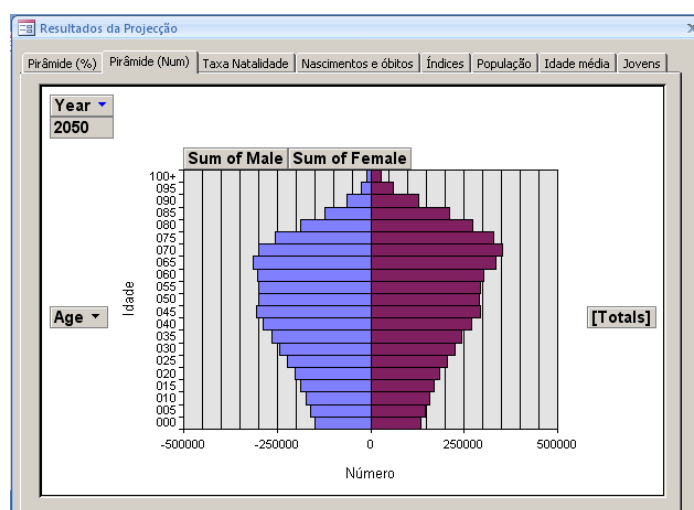 Resultados da Projecção
Pirâmide (%) Pirâmide (Num) Taxa Natalidade Nascimentos e óbitos Índices População Idade média Jovens
Year
2050
Sum of Male Sum of Female
100+
095
090
085
080
075
070
065
060
055
050
045
040
035
030
025
020
015
010
005
000
Idade
Age
[Totals]
-500000 -250000 0 250000 500000
Número